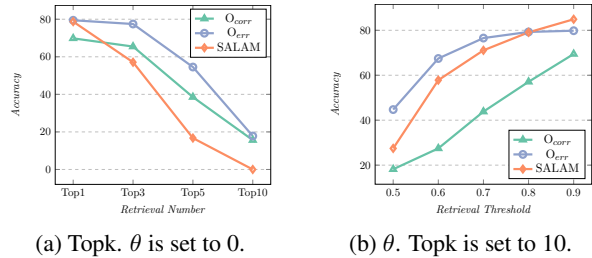 80
60
40
20
0
Accuracy
Top1 Top3 Top5 Top10
Retrieval Number
O_corr
O_err
SALAM
(a) Topk. θ is set to 0.
80
60
40
20
Accuracy
0.5 0.6 0.7 0.8 0.9
Retrieval Threshold
O_corr
O_err
SALAM
(b) θ. Topk is set to 10.